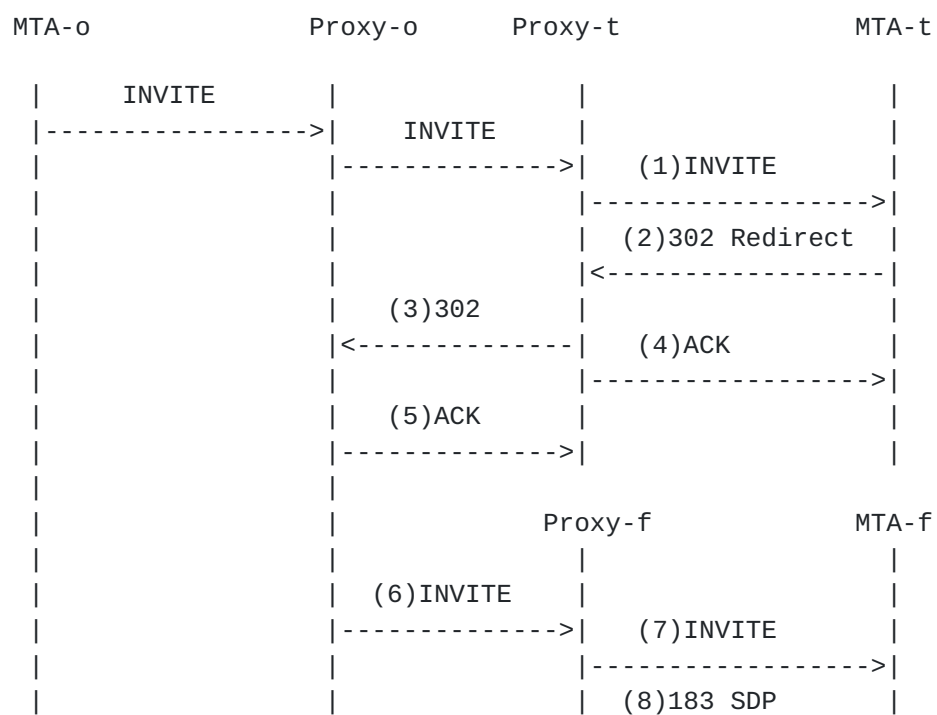 MTA-o Proxy-o Proxy-t MTA-t
| INVITE | | |
|----------------->| INVITE | |
| |-------------->| (1)INVITE |
| | |------------------>|
| | | (2)302 Redirect |
| | |<------------------|
| | (3)302 | |
| |<--------------| (4)ACK |
| | |------------------>|
| | (5)ACK | |
| |-------------->| |
| |
| | Proxy-f MTA-f
| | | |
| | (6)INVITE | |
| |-------------->| (7)INVITE |
| | |------------------>|
| | | (8)183 SDP |